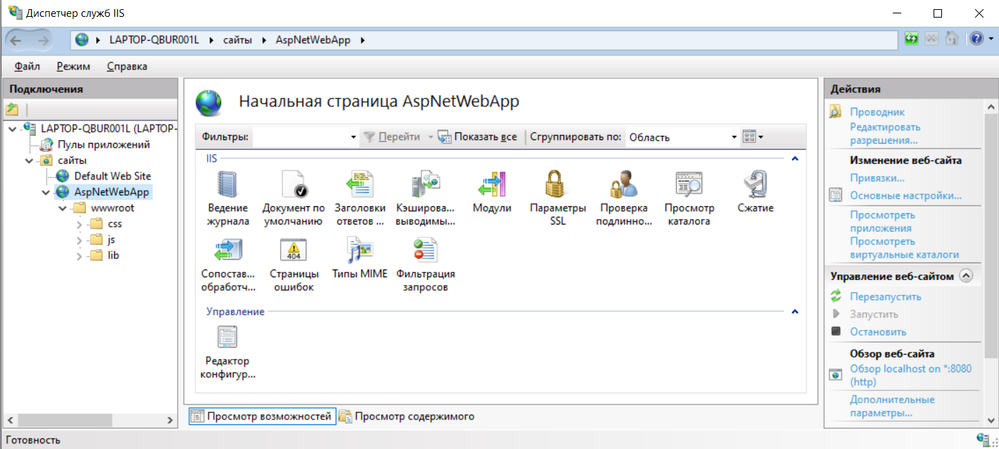 Диспетчер служб IIS
LAPTOP-QBUR001L сайты AspNetWebApp
Файл Режим Справка
Подключения
LAPTOP-QBUR001L (LAPTOP-
Пулы приложений
сайты
Default Web Site
AspNetWebApp
wwwroot
css
js
lib
Начальная страница AspNetWebApp
Фильтры: Перейти Показать все Сгруппировать по: Область
IIS
Ведение
журнала
Документ по
умолчанию
Заголовки
ответов ...
Кэширова...
выводимы...
Модули
Параметры
SSL
Проверка
подлинно...
Просмотр
каталога
Сжатие
Сопостав...
обработч...
404
Страницы
ошибок
Типы MIME
Фильтрация
запросов
Управление
Редактор
конфигур...
Просмотр возможностей Просмотр содержимого
Действия
Проводник
Редактировать
разрешения...
Изменение веб-сайта
Привязки...
Основные настройки...
Просмотреть
приложения
Просмотреть
виртуальные каталоги
Управление веб-сайтом
Перезапустить
Запустить
Остановить
Обзор веб-сайта
Обзор localhost on *:8080
(http)
Дополнительные
параметры...
Готовность